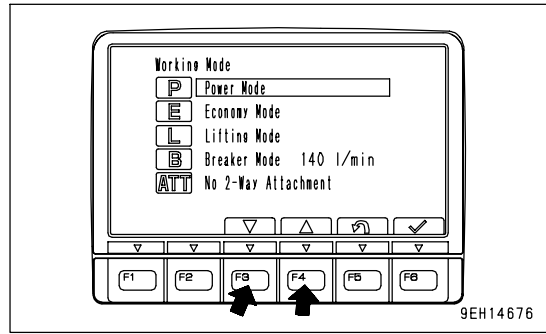 Working Mode
P Power Mode
E Economy Mode
L Lifting Mode
B Breaker Mode 140 l/min
ATT No 2-Way Attachment
F1 F2 F3 F4 F5 F6
9EH14676